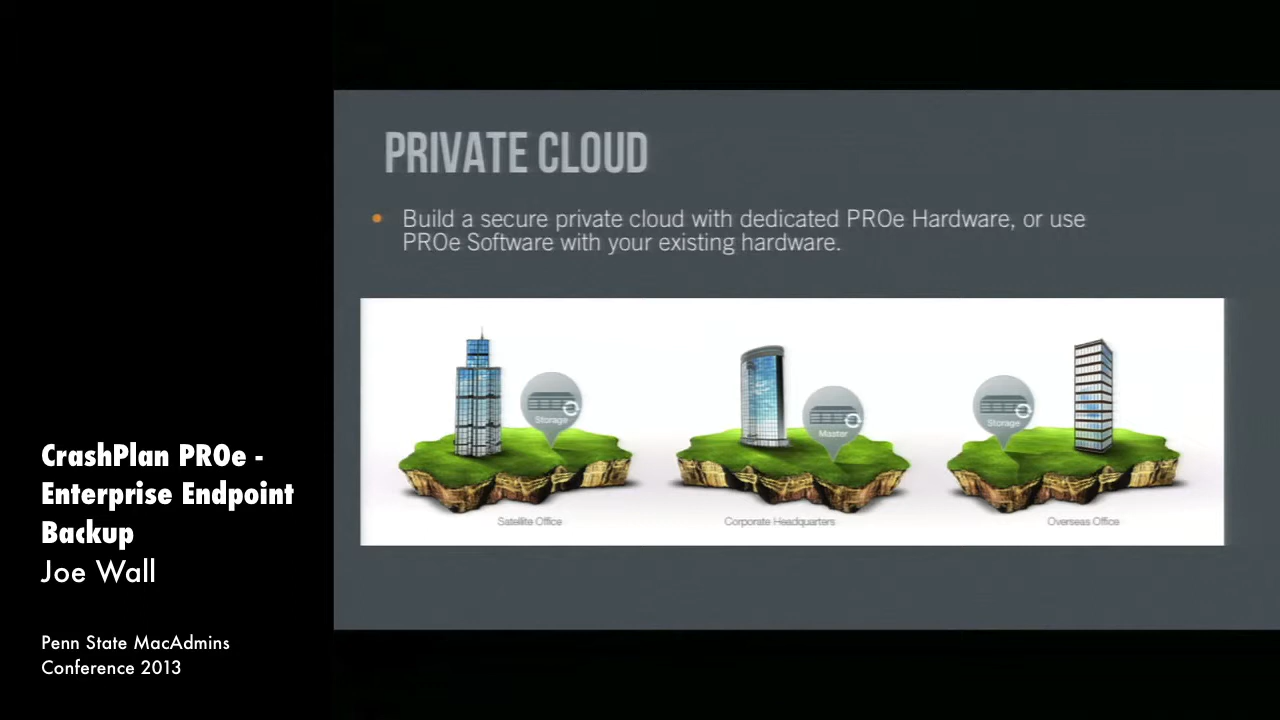 PRIVATE CLOUD
• Build a secure private cloud with dedicated PROe Hardware, or use
PROe Software with your existing hardware.
Storage
Master
Storage
Satellite Office
Corporate Headquarters
Overseas Office
CrashPlan PROe -
Enterprise Endpoint
Backup
Joe Wall
Penn State MacAdmins
Conference 2013